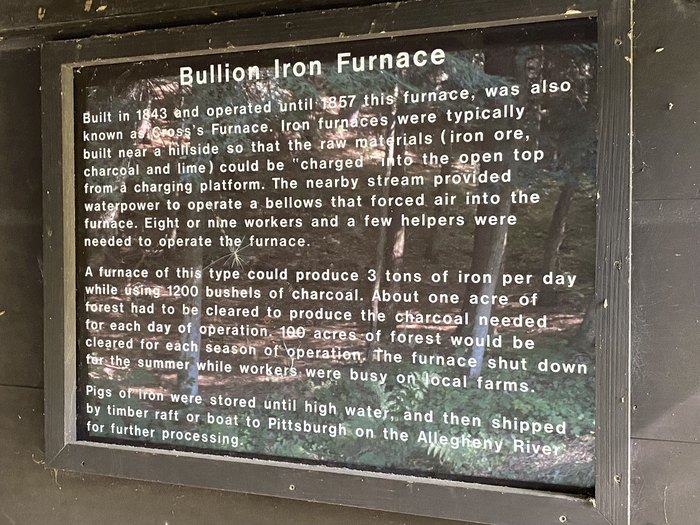 Bullion Iron Furnace
Built in 1843 and operated until 1857 this furnace, was also
known as Cross's Furnace. Iron furnaces were typically
built near a hillside so that the raw materials (iron ore,
charcoal and lime) could be "charged" into the open top
from a charging platform. The nearby stream provided
waterpower to operate a bellows that forced air into the
furnace. Eight or nine workers and a few helpers were
needed to operate the furnace.
A furnace of this type could produce 3 tons of iron per day
while using 1200 bushels of charcoal. About one acre of
forest had to be cleared to produce the charcoal needed
for each day of operation. 100 acres of forest would be
cleared for each season of operation. The furnace shut down
for the summer while workers were busy on local farms.
Pigs of iron were stored until high water, and then shipped
by timber raft or boat to Pittsburgh on the Allegheny River
for further processing.